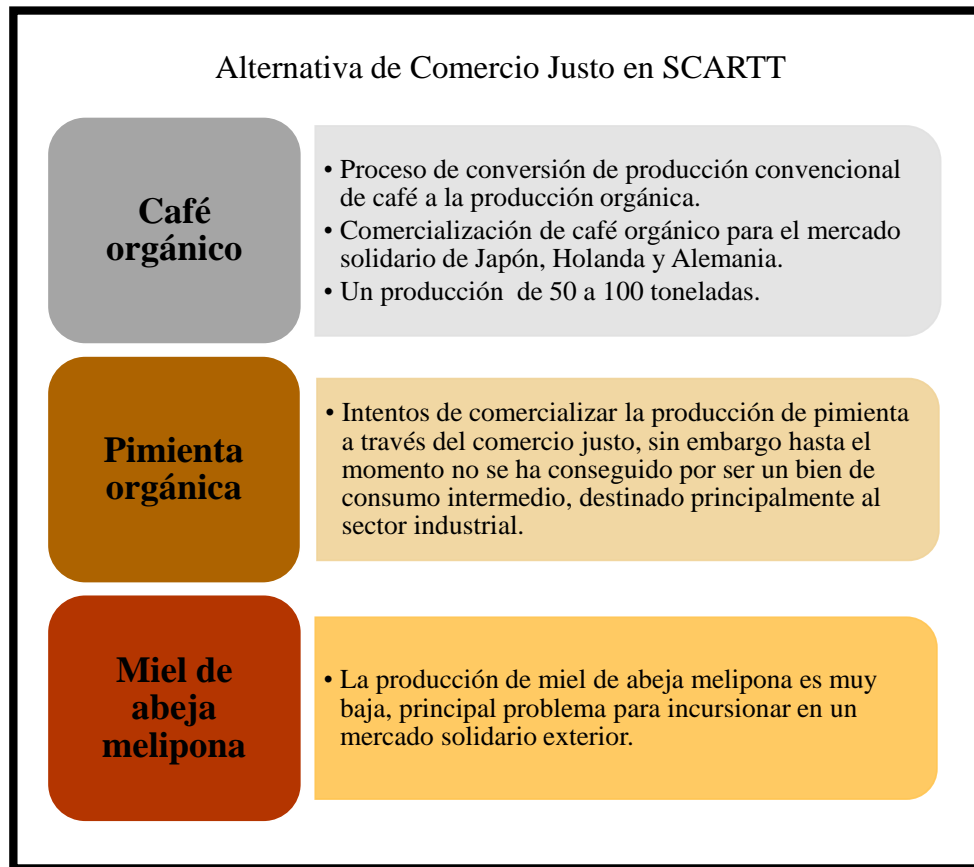 Alternativa de Comercio Justo en SCARTT
Café
orgánico
• Proceso de conversión de producción convencional
de café a la producción orgánica.
• Comercialización de café orgánico para el mercado
solidario de Japón, Holanda y Alemania.
• Un producción de 50 a 100 toneladas.
Pimienta
orgánica
• Intentos de comercializar la producción de pimienta
a través del comercio justo, sin embargo hasta el
momento no se ha conseguido por ser un bien de
consumo intermedio, destinado principalmente al
sector industrial.
Miel de
abeja
melipona
• La producción de miel de abeja melipona es muy
baja, principal problema para incursionar en un
mercado solidario exterior.